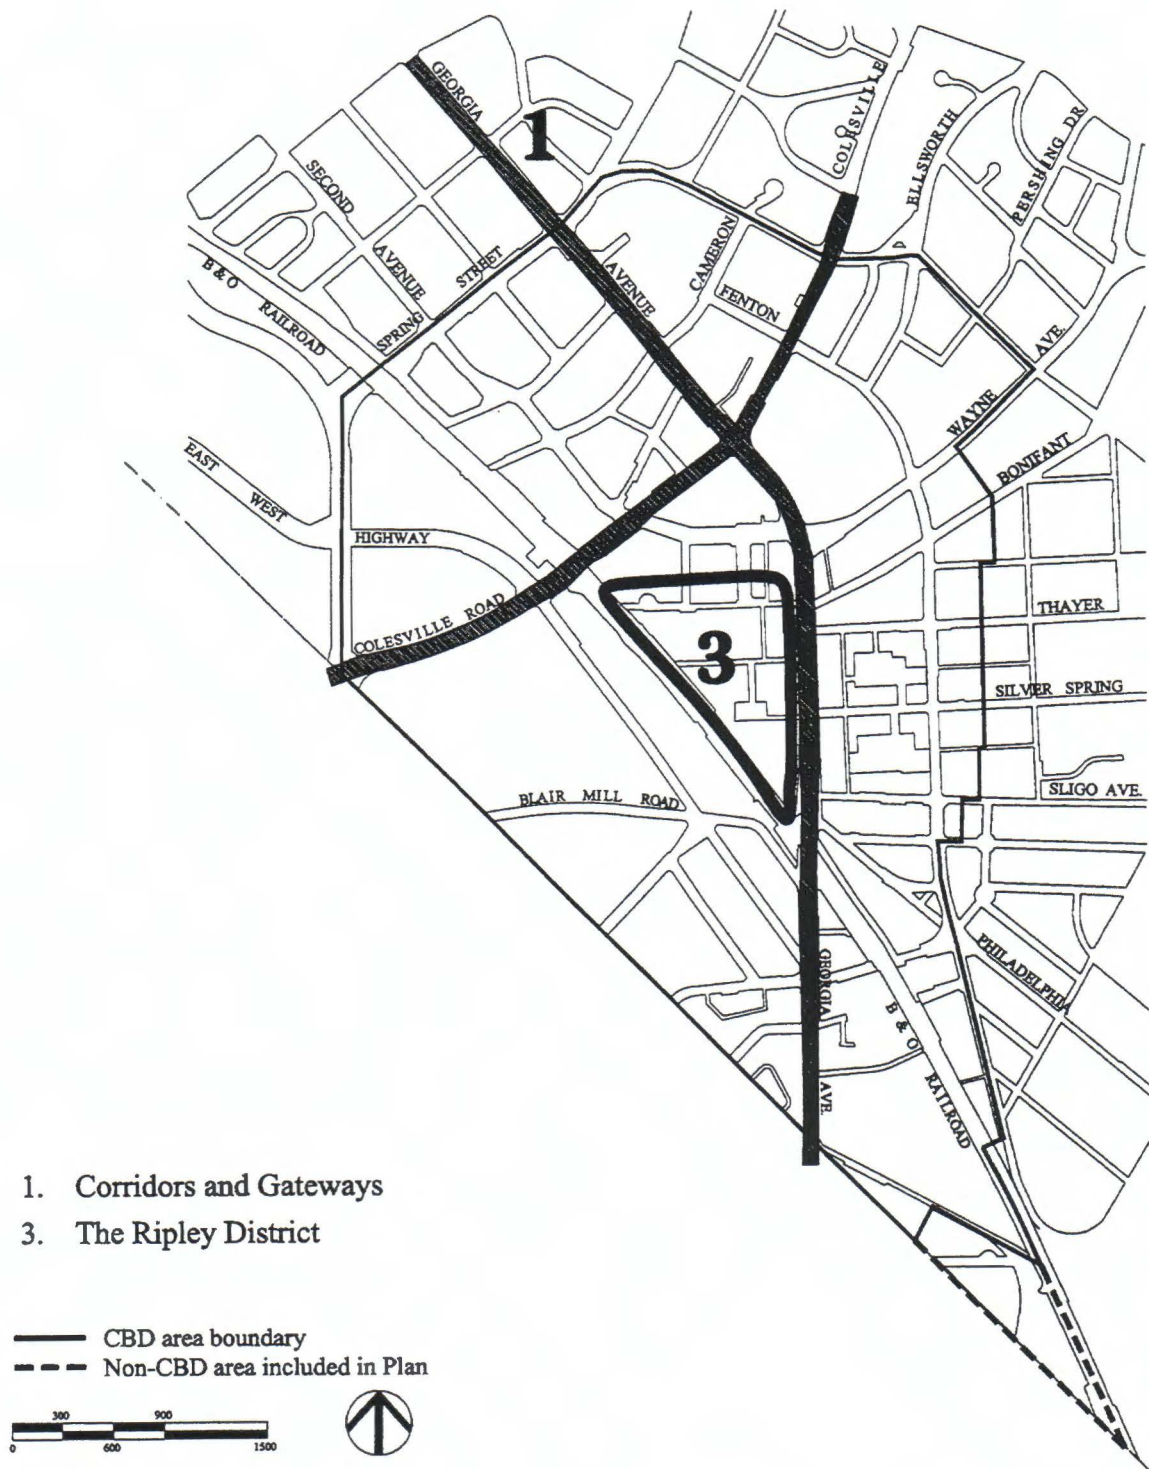 GEORGIA
1
COLESVILLE
ELLSWORTH
PERSHING DR.
SECOND
AVENUE
B & O
RAILROAD
SPRING
STREET
AVENUE
CAMERON
FENTON
WAYNE
AVE.
BONIFANT
EAST
WEST
HIGHWAY
COLESVILLE ROAD
THAYER
3
SILVER SPRING
SLIGO AVE.
BLAIR MILL ROAD
PHILADELPHIA
GEORGIA
AVE.
B & O
RAILROAD
1. Corridors and Gateways
3. The Ripley District
CBD area boundary
Non-CBD area included in Plan
300 900
0 600 1500